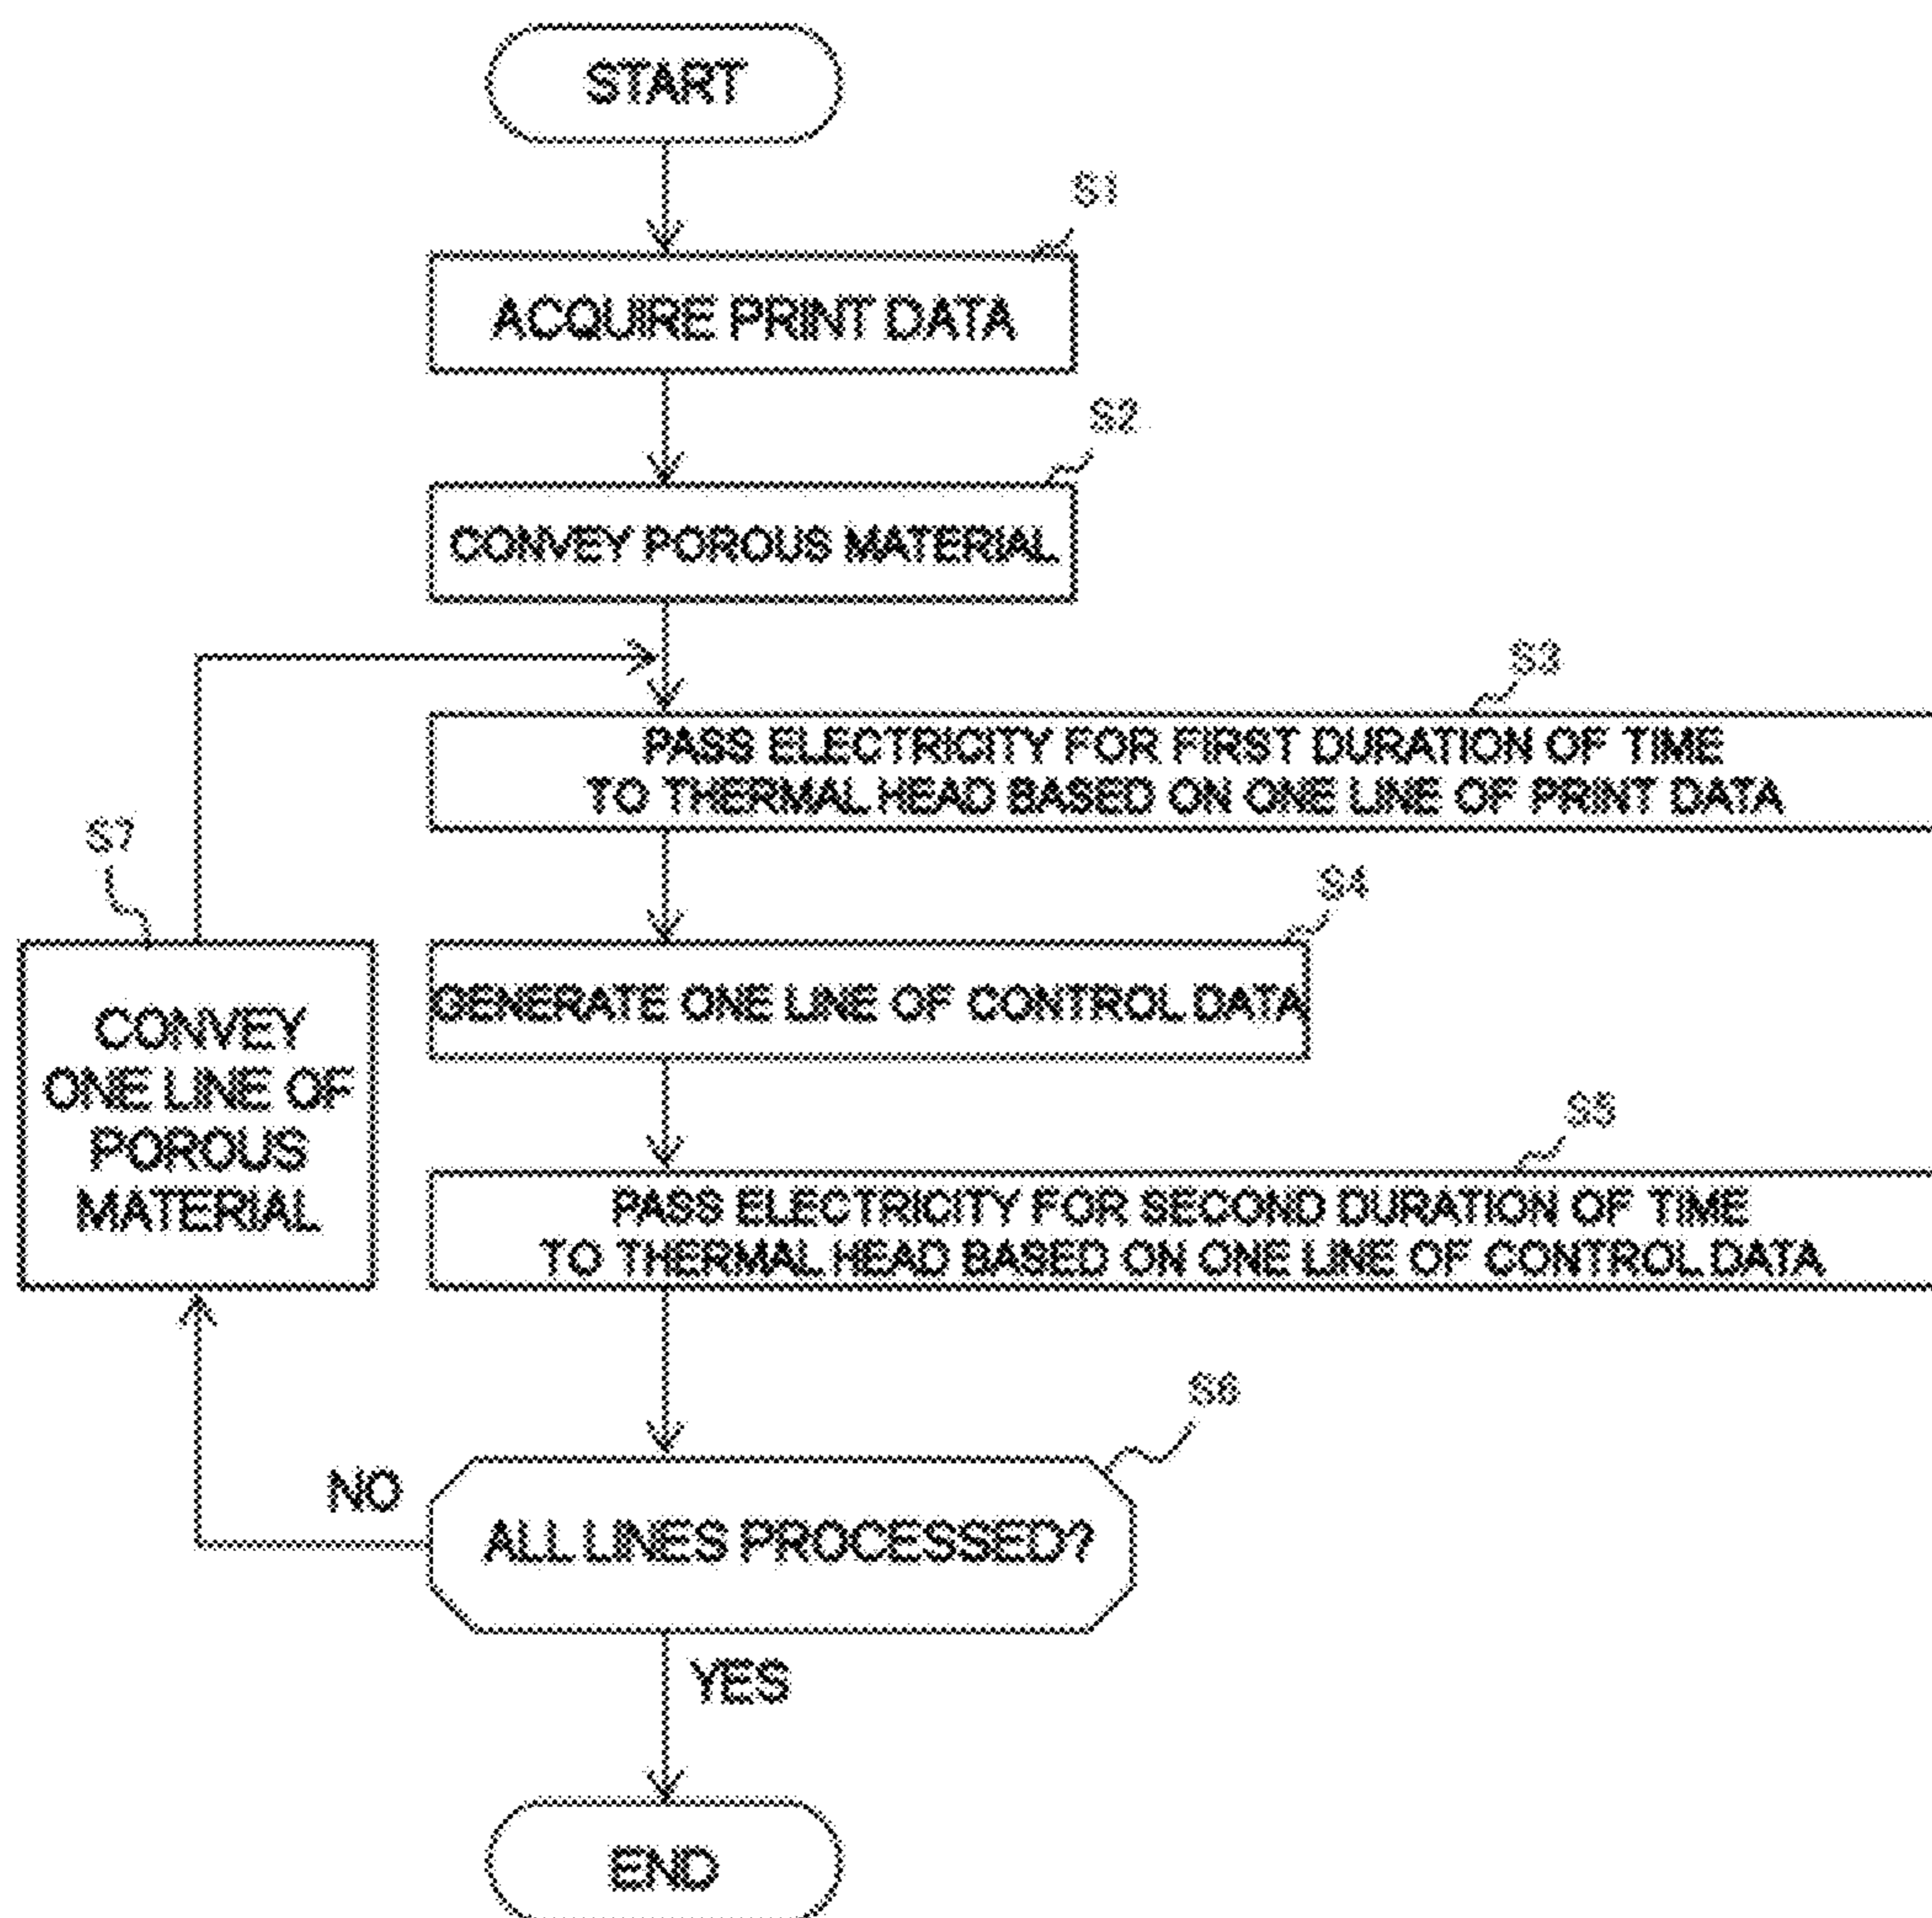 START
S1
ACQUIRE PRINT DATA
S2
CONVEY POROUS MATERIAL
S3
PASS ELECTRICITY FOR FIRST DURATION OF TIME
TO THERMAL HEAD BASED ON ONE LINE OF PRINT DATA
S7
CONVEY
ONE LINE OF
POROUS
MATERIAL
S4
GENERATE ONE LINE OF CONTROL DATA
S5
PASS ELECTRICITY FOR SECOND DURATION OF TIME
TO THERMAL HEAD BASED ON ONE LINE OF CONTROL DATA
S6
NO
ALL LINES PROCESSED?
YES
END